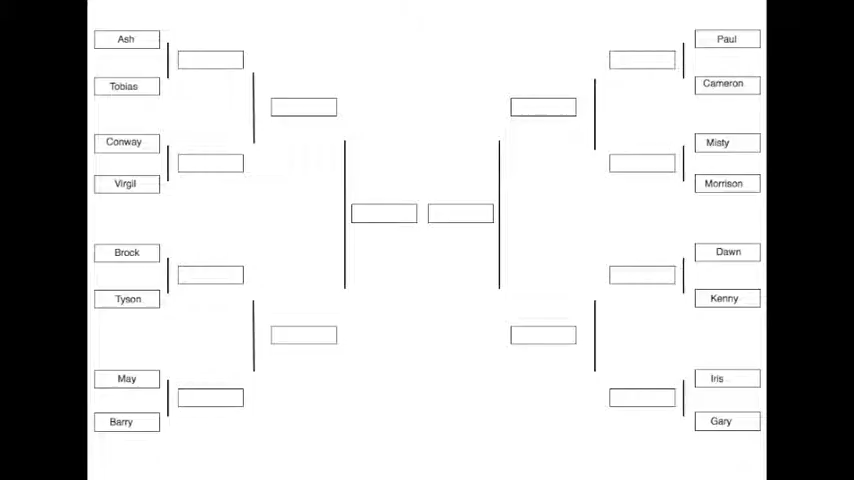 Ash
Tobias
Conway
Virgil
Brock
Tyson
May
Barry
Paul
Cameron
Misty
Morrison
Dawn
Kenny
Iris
Gary